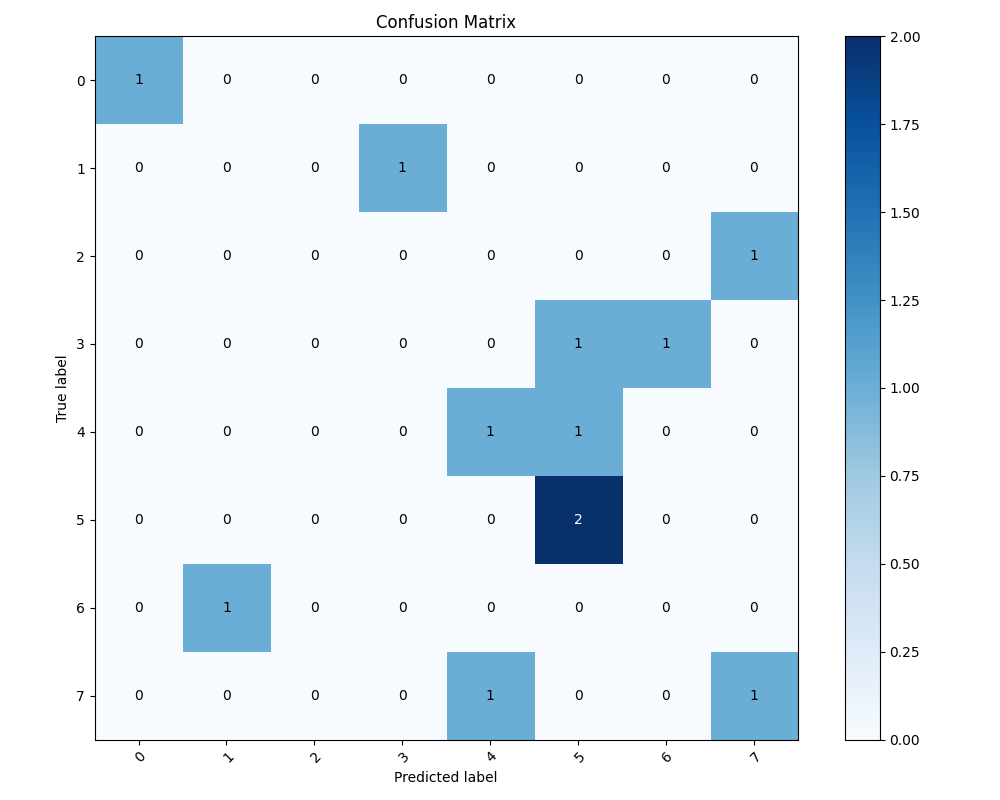 Confusion Matrix
0 1 0 0 0 0 0 0 0
1 0 0 0 1 0 0 0 0
2 0 0 0 0 0 0 0 1
3 0 0 0 0 0 1 1 0
4 0 0 0 0 1 1 0 0
5 0 0 0 0 0 2 0 0
6 0 1 0 0 0 0 0 0
7 0 0 0 0 1 0 0 1
0 1 2 3 4 5 6 7
Predicted label
True label
2.00
1.75
1.50
1.25
1.00
0.75
0.50
0.25
0.00